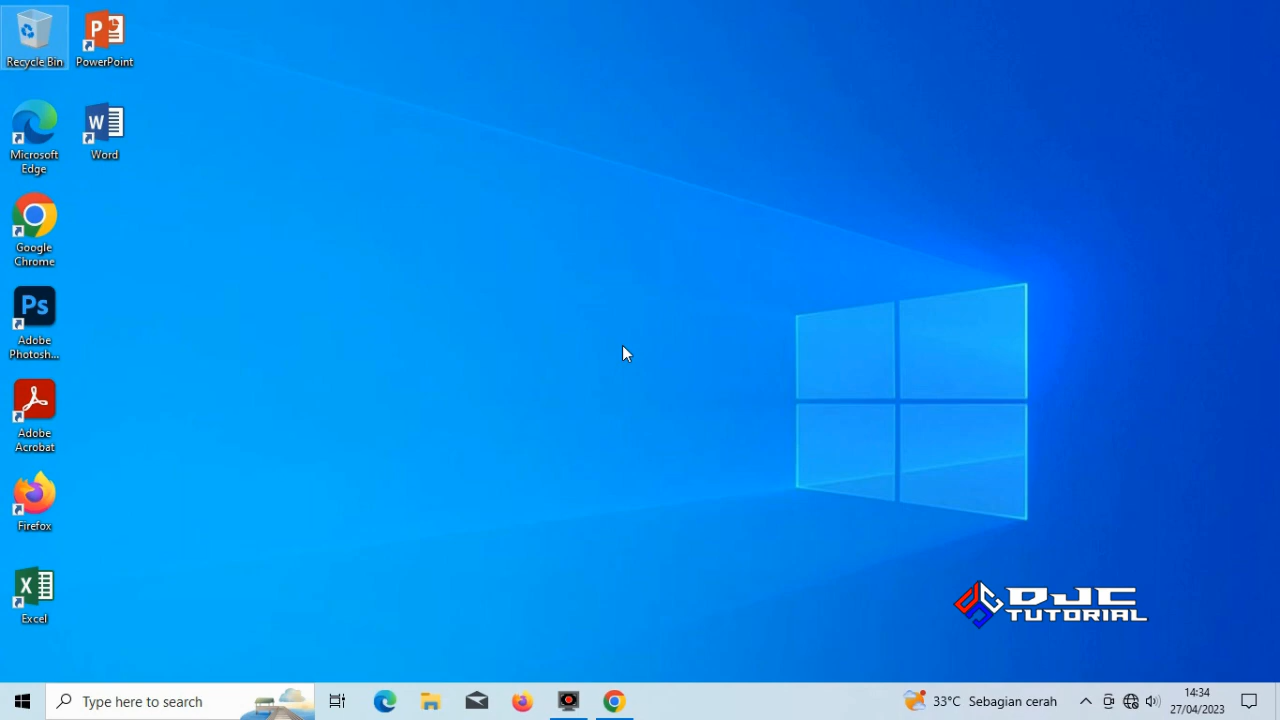 Recycle Bin
PowerPoint
Microsoft
Edge
Word
Google
Chrome
Ps
Adobe
Photosh...
Adobe
Acrobat
Firefox
Excel
DJC
TUTORIAL
Type here to search
33°C Sebagian cerah
14:34
27/04/2023